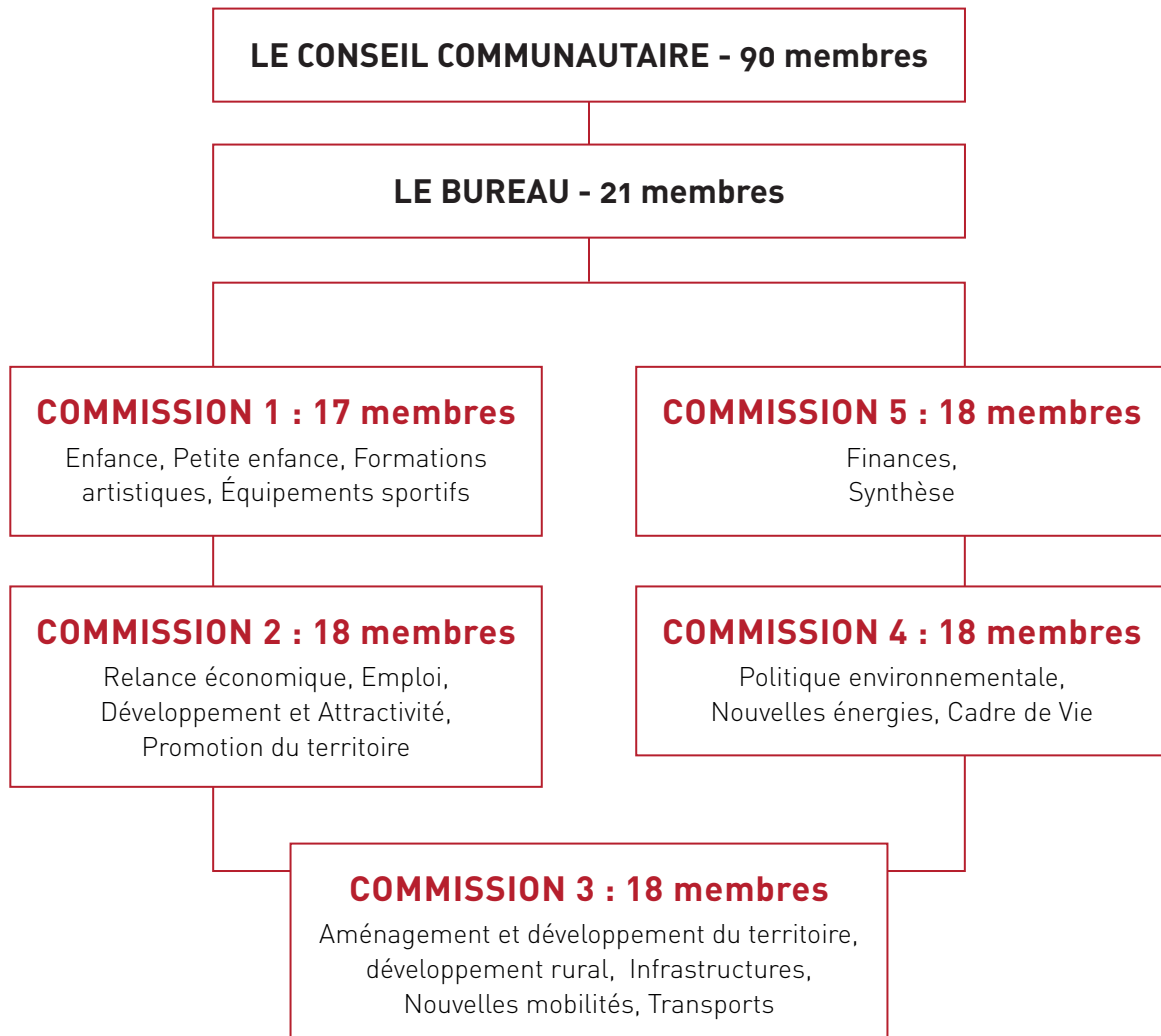 LE CONSEIL COMMUNAUTAIRE - 90 membres
LE BUREAU - 21 membres
COMMISSION 1 : 17 membres
Enfance, Petite enfance, Formations
artistiques, Équipements sportifs
COMMISSION 5 : 18 membres
Finances,
Synthèse
COMMISSION 2 : 18 membres
Relance économique, Emploi,
Développement et Attractivité,
Promotion du territoire
COMMISSION 4 : 18 membres
Politique environnementale,
Nouvelles énergies, Cadre de Vie
COMMISSION 3 : 18 membres
Aménagement et développement du territoire,
développement rural, Infrastructures,
Nouvelles mobilités, Transports